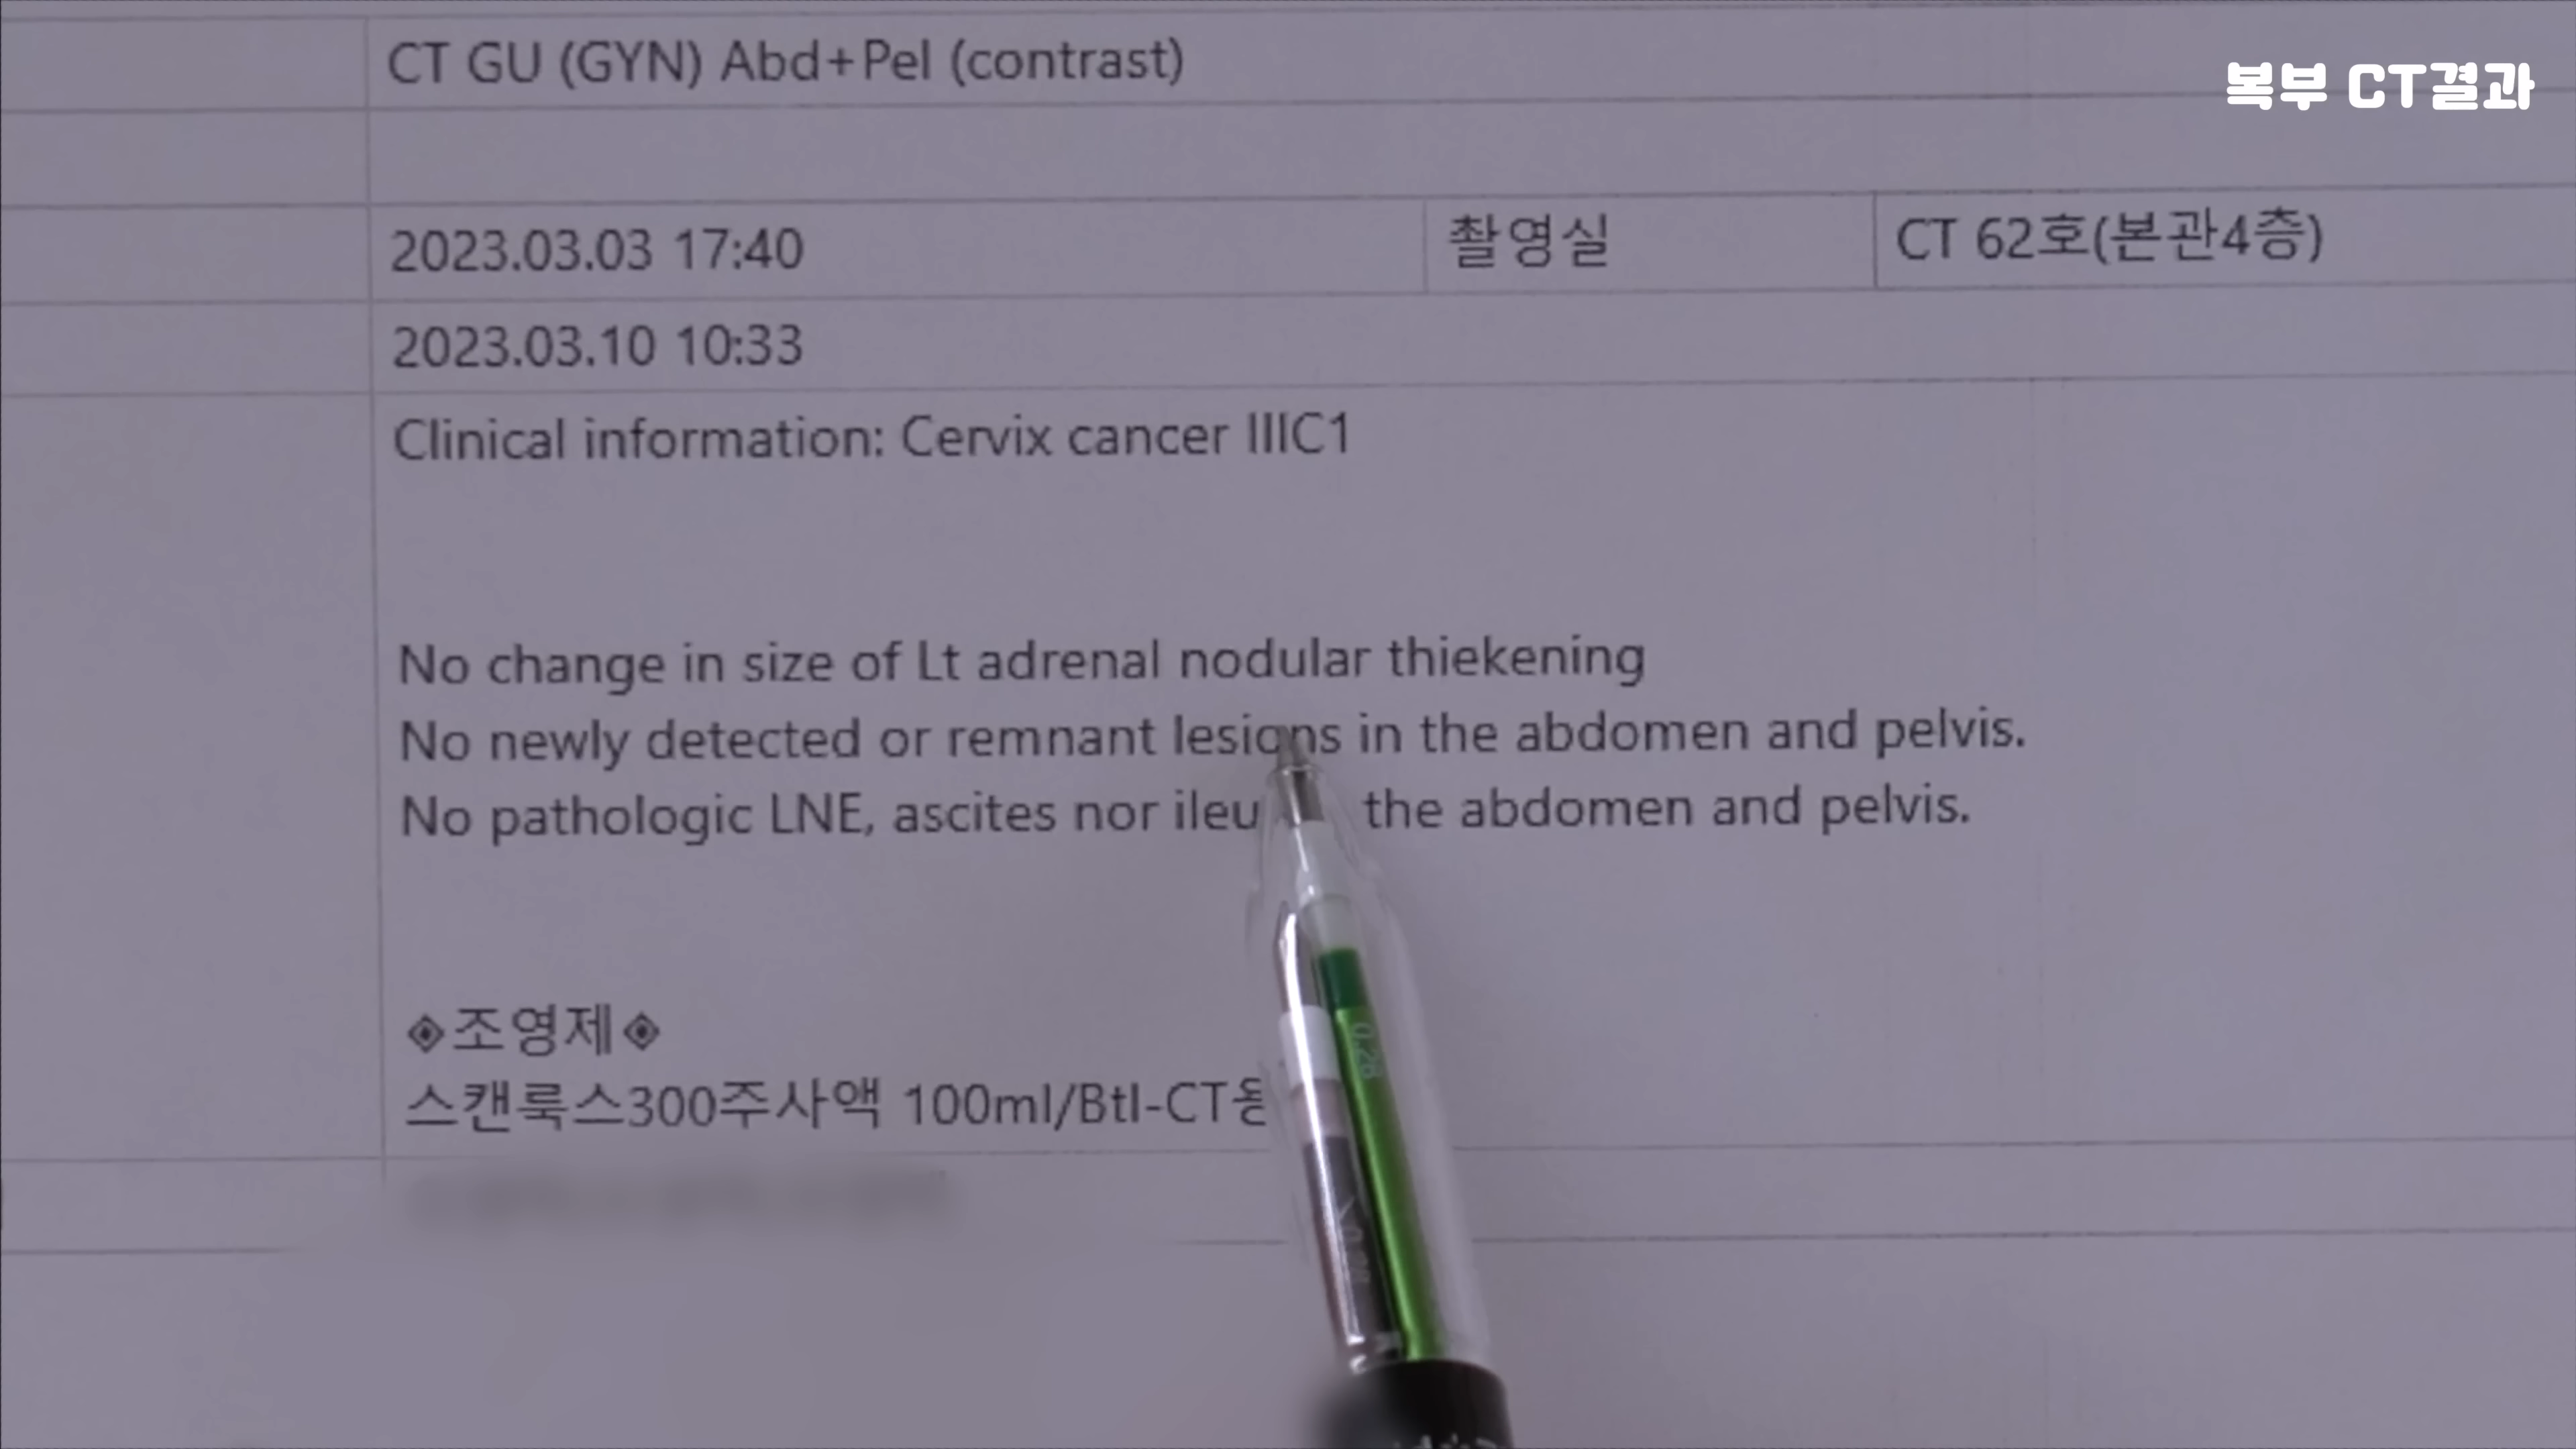 복부 CT결과
CT GU (GYN) Abd+Pel (contrast)
2023.03.03 17:40 촬영실 CT 62호(본관4층)
2023.03.10 10:33
Clinical information: Cervix cancer IIIC1
No change in size of Lt adrenal nodular thiekening
No newly detected or remnant lesions in the abdomen and pelvis.
No pathologic LNE, ascites nor the abdomen and pelvis.
◈조영제◈
스캔룩스300주사액 100ml/Btl-CT
0.28